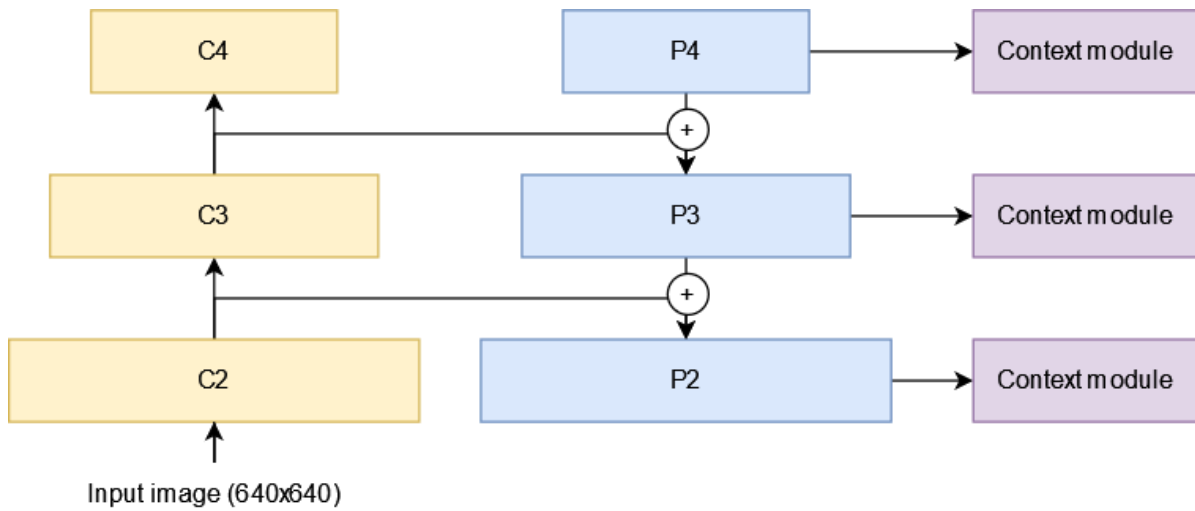 C4
P4
Context module
+
C3
P3
Context module
+
C2
P2
Context module
Input image (640x640)